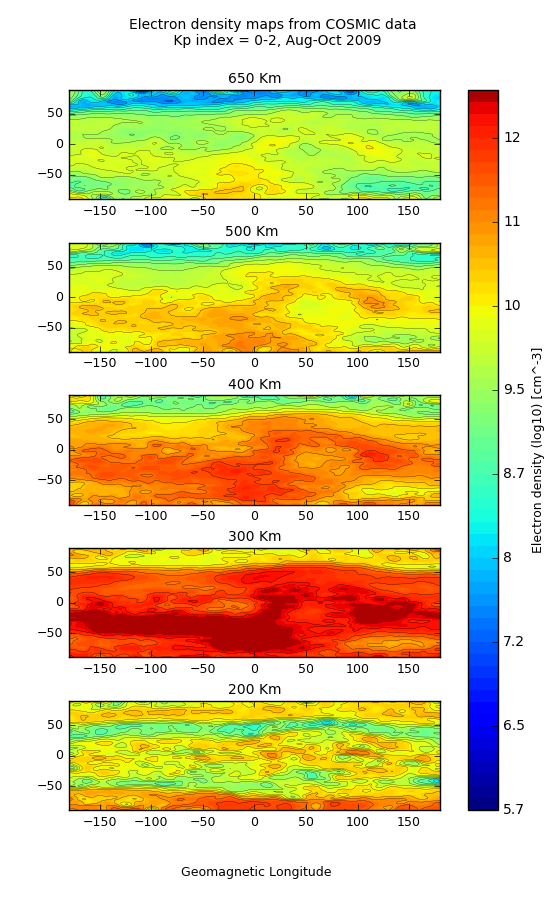 Electron density maps from COSMIC data
Kp index = 0-2, Aug-Oct 2009
650 Km
50
0
−50
−150 −100 −50 0 50 100 150
500 Km
50
0
−50
−150 −100 −50 0 50 100 150
400 Km
50
0
−50
−150 −100 −50 0 50 100 150
300 Km
50
0
−50
−150 −100 −50 0 50 100 150
200 Km
50
0
−50
−150 −100 −50 0 50 100 150
Geomagnetic Longitude
12
11
10
9.5
8.7
8
7.2
6.5
5.7
Electron density (log10) [cm^-3]